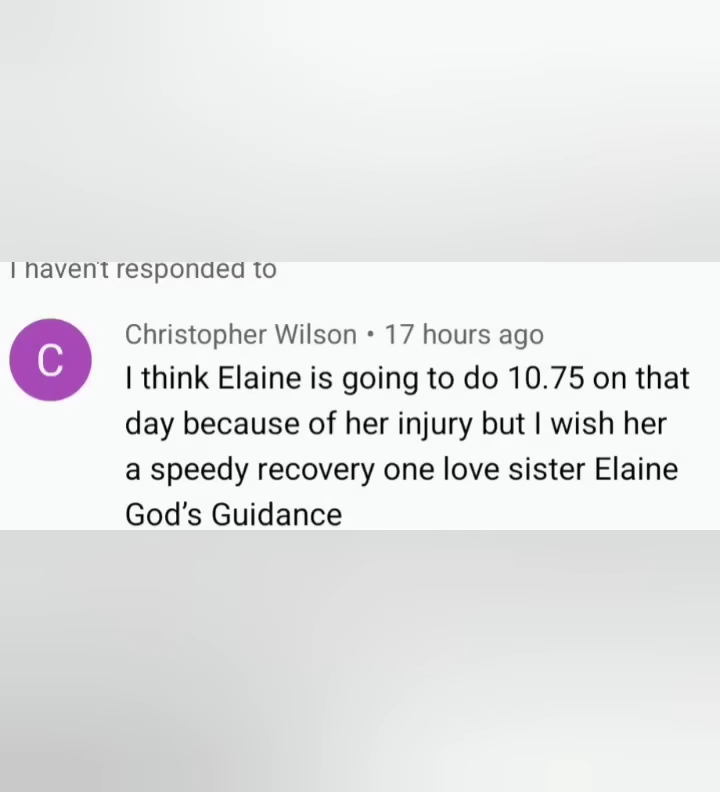 I haven't responded to
C
Christopher Wilson • 17 hours ago
I think Elaine is going to do 10.75 on that
day because of her injury but I wish her
a speedy recovery one love sister Elaine
God's Guidance